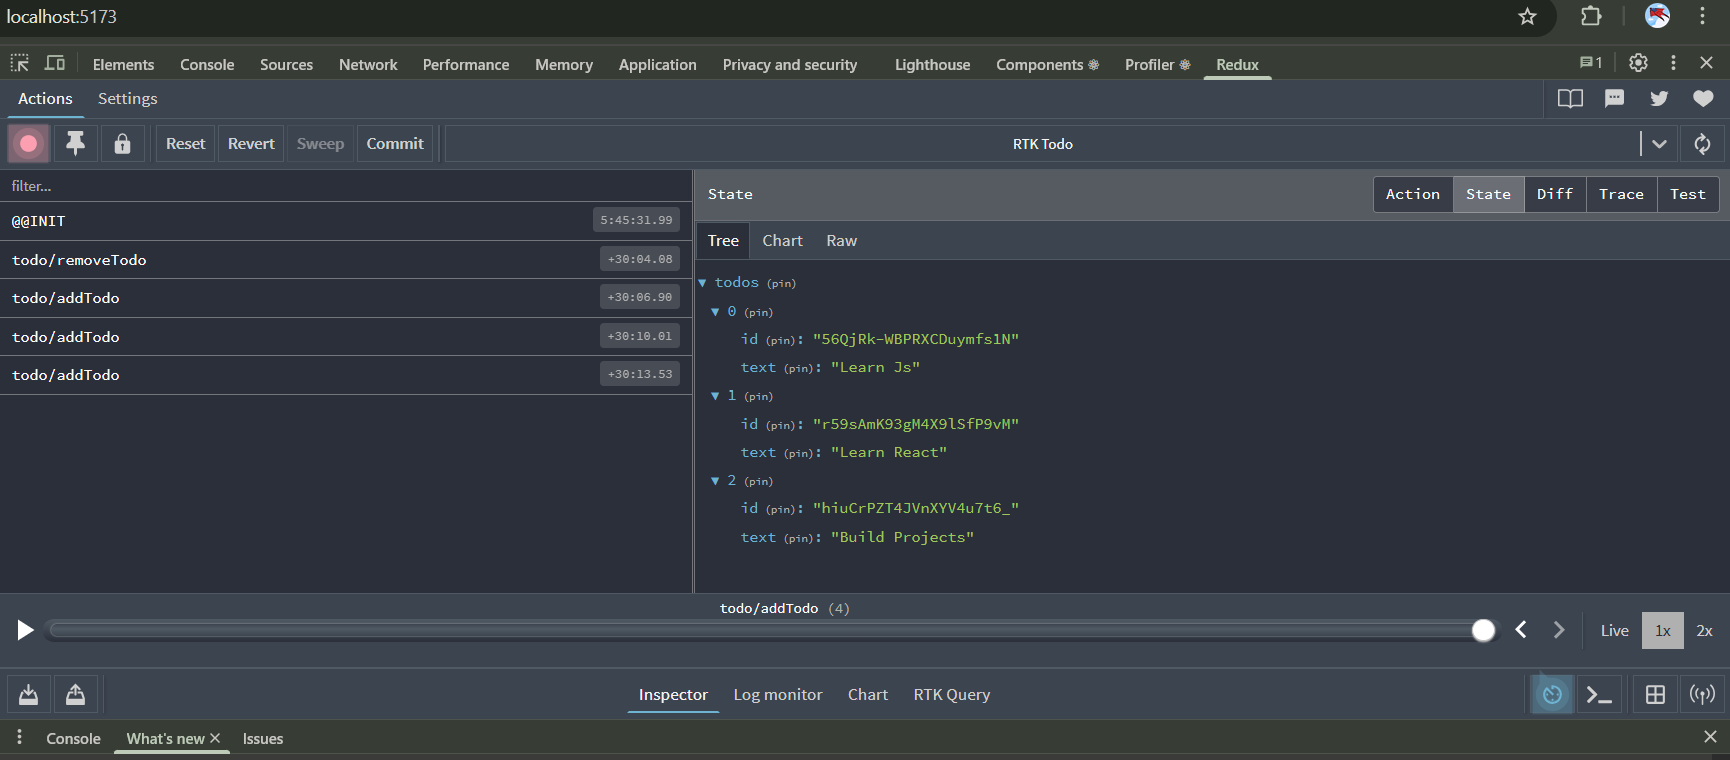 localhost:5173
Elements Console Sources Network Performance Memory Application Privacy and security Lighthouse Components Profiler Redux 1
Actions Settings
Reset Revert Sweep Commit RTK Todo
filter...
@@INIT 5:45:31.99
todo/removeTodo +30:04.08
todo/addTodo +30:06.90
todo/addTodo +30:10.01
todo/addTodo +30:13.53
State Action State Diff Trace Test
Tree Chart Raw
todos (pin)
0 (pin)
id (pin): "56QjRk-WBPRXCDuymfslN"
text (pin): "Learn Js"
1 (pin)
id (pin): "r59sAmK93gM4X9lSfP9vM"
text (pin): "Learn React"
2 (pin)
id (pin): "hiuCrPZT4JVnXYV4u7t6_"
text (pin): "Build Projects"
todo/addTodo (4)
Live 1x 2x
Inspector Log monitor Chart RTK Query
Console What's new Issues